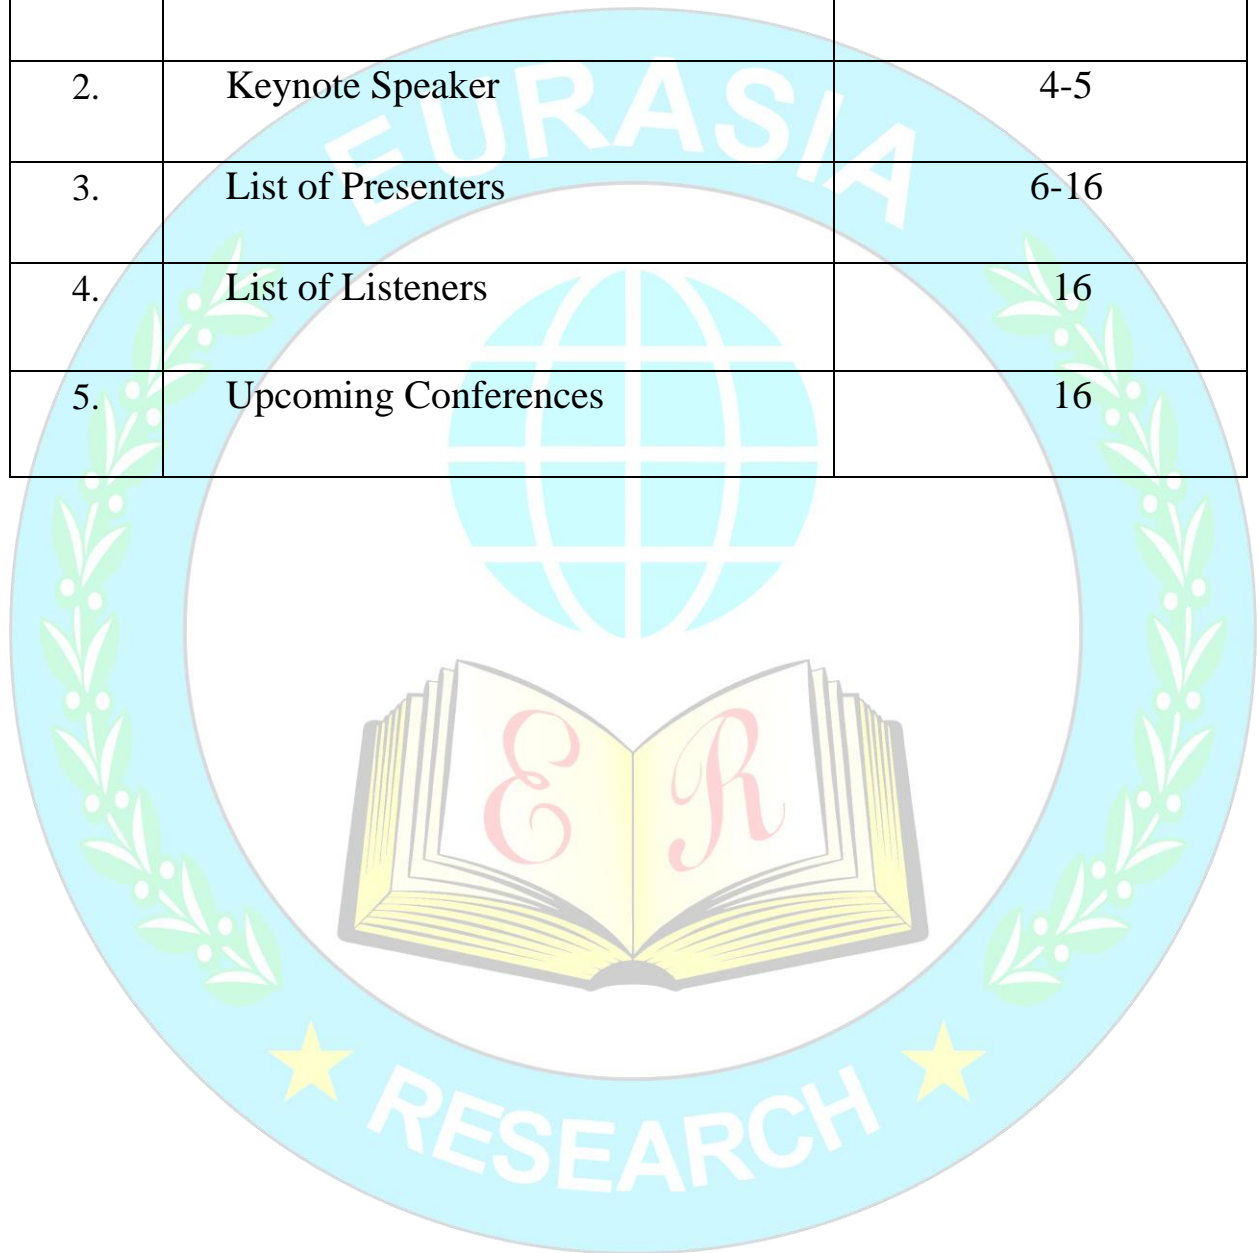 2. Keynote Speaker 4-5
3. List of Presenters 6-16
4. List of Listeners 16
5. Upcoming Conferences 16
EURASIA
E R
RESEARCH